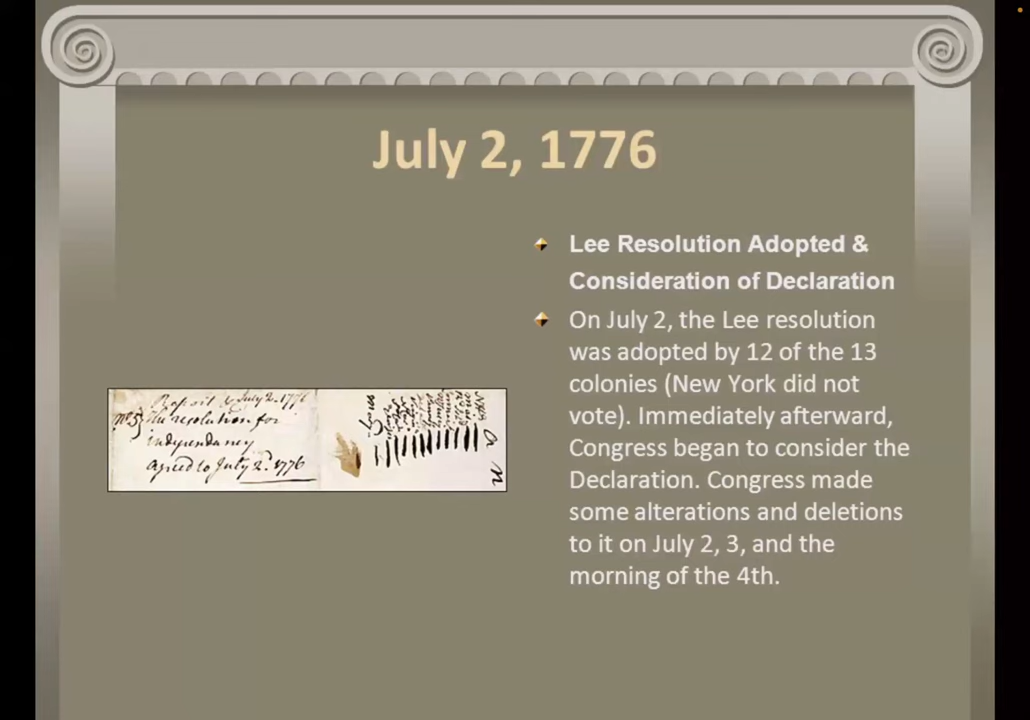 July 2, 1776
Lee Resolution Adopted &
Consideration of Declaration
On July 2, the Lee resolution
was adopted by 12 of the 13
colonies (New York did not
vote). Immediately afterward,
Congress began to consider the
Declaration. Congress made
some alterations and deletions
to it on July 2, 3, and the
morning of the 4th.
July 2. 1776
The resolution for
independancy
agreed to July 2d. 1776